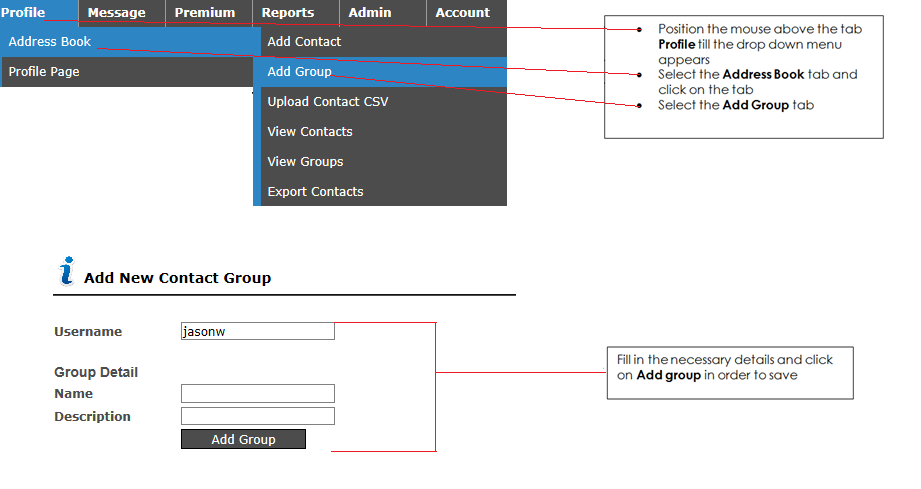 Profile Message Premium Reports Admin Account
Address Book
Profile Page
Add Contact
Add Group
Upload Contact CSV
View Contacts
View Groups
Export Contacts
• Position the mouse above the tab
Profile till the drop down menu
appears
• Select the Address Book tab and
click on the tab
• Select the Add Group tab
i Add New Contact Group
Username jasonw
Group Detail
Name
Description
Add Group
Fill in the necessary details and click
on Add group in order to save